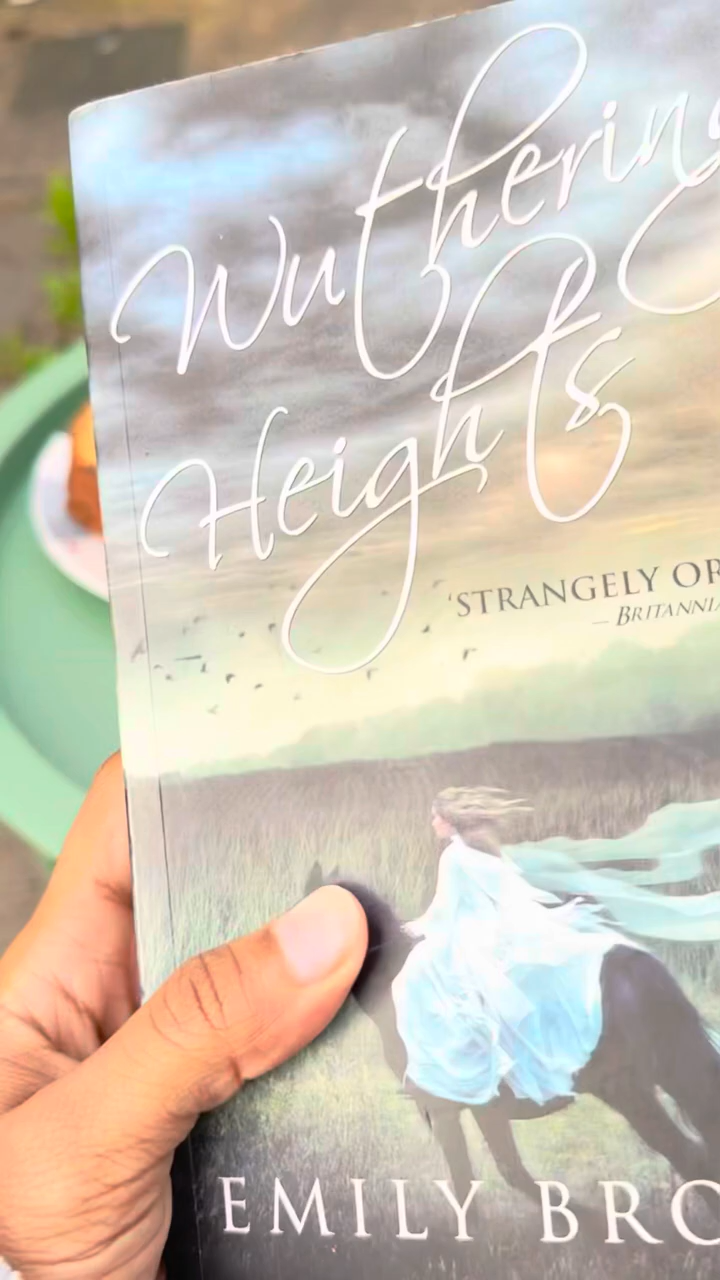 Wuthering
Heights
'STRANGELY OR
– BRITANNIA
EMILY BRO